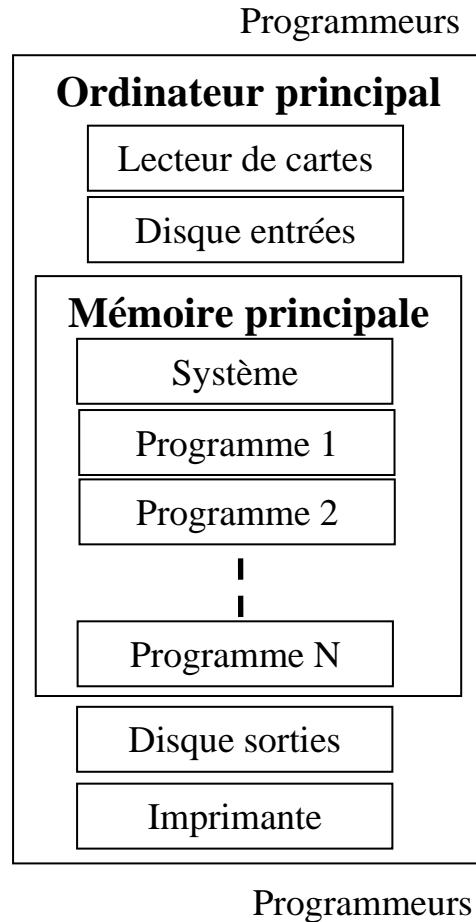 Programmeurs
Ordinateur principal
Lecteur de cartes
Disque entrées
Mémoire principale
Système
Programme 1
Programme 2
Programme N
Disque sorties
Imprimante
Programmeurs